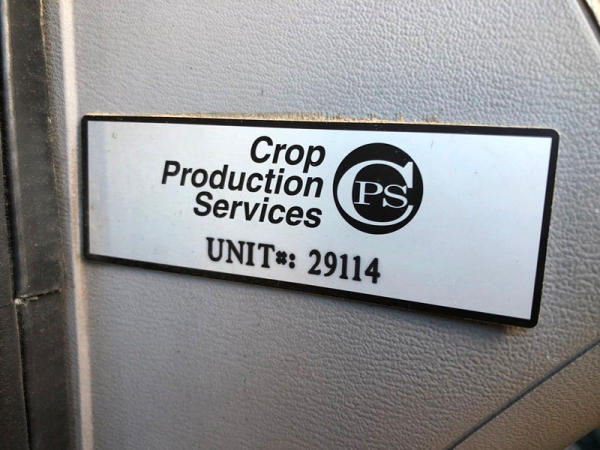 Crop
Production
Services
CPS
UNIT#: 29114